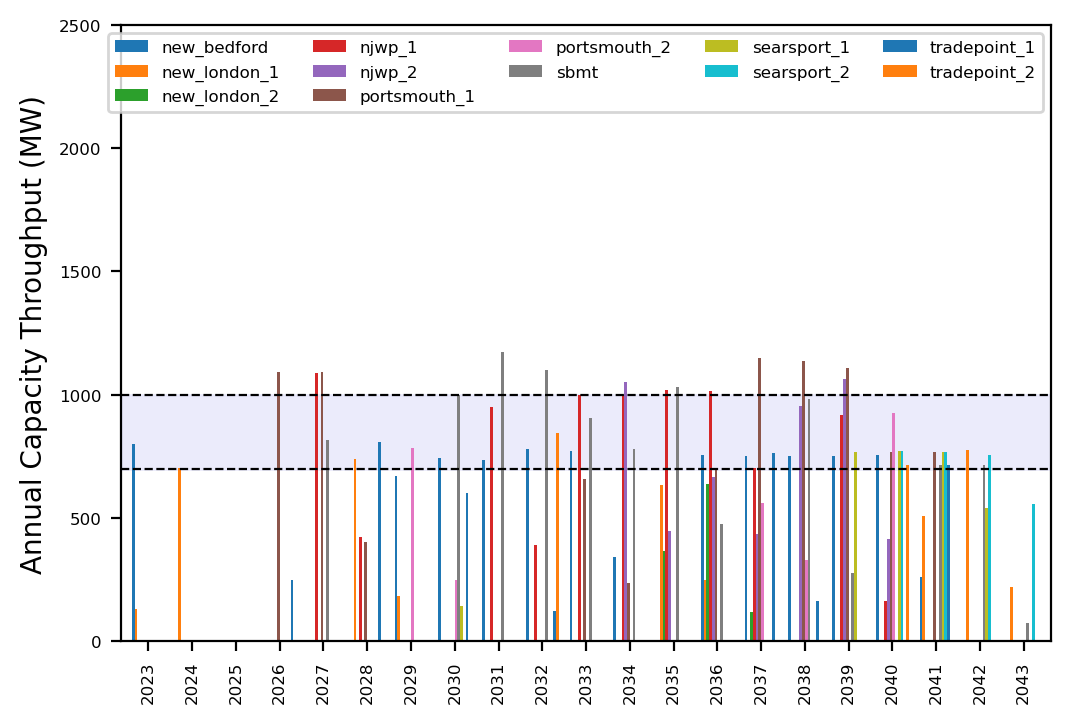 2500
new_bedford njwp_1 portsmouth_2 searsport_1 tradepoint_1
new_london_1 njwp_2 sbmt searsport_2 tradepoint_2
new_london_2 portsmouth_1
2000
1500
1000
500
0
Annual Capacity Throughput (MW)
2023 2024 2025 2026 2027 2028 2029 2030 2031 2032 2033 2034 2035 2036 2037 2038 2039 2040 2041 2042 2043